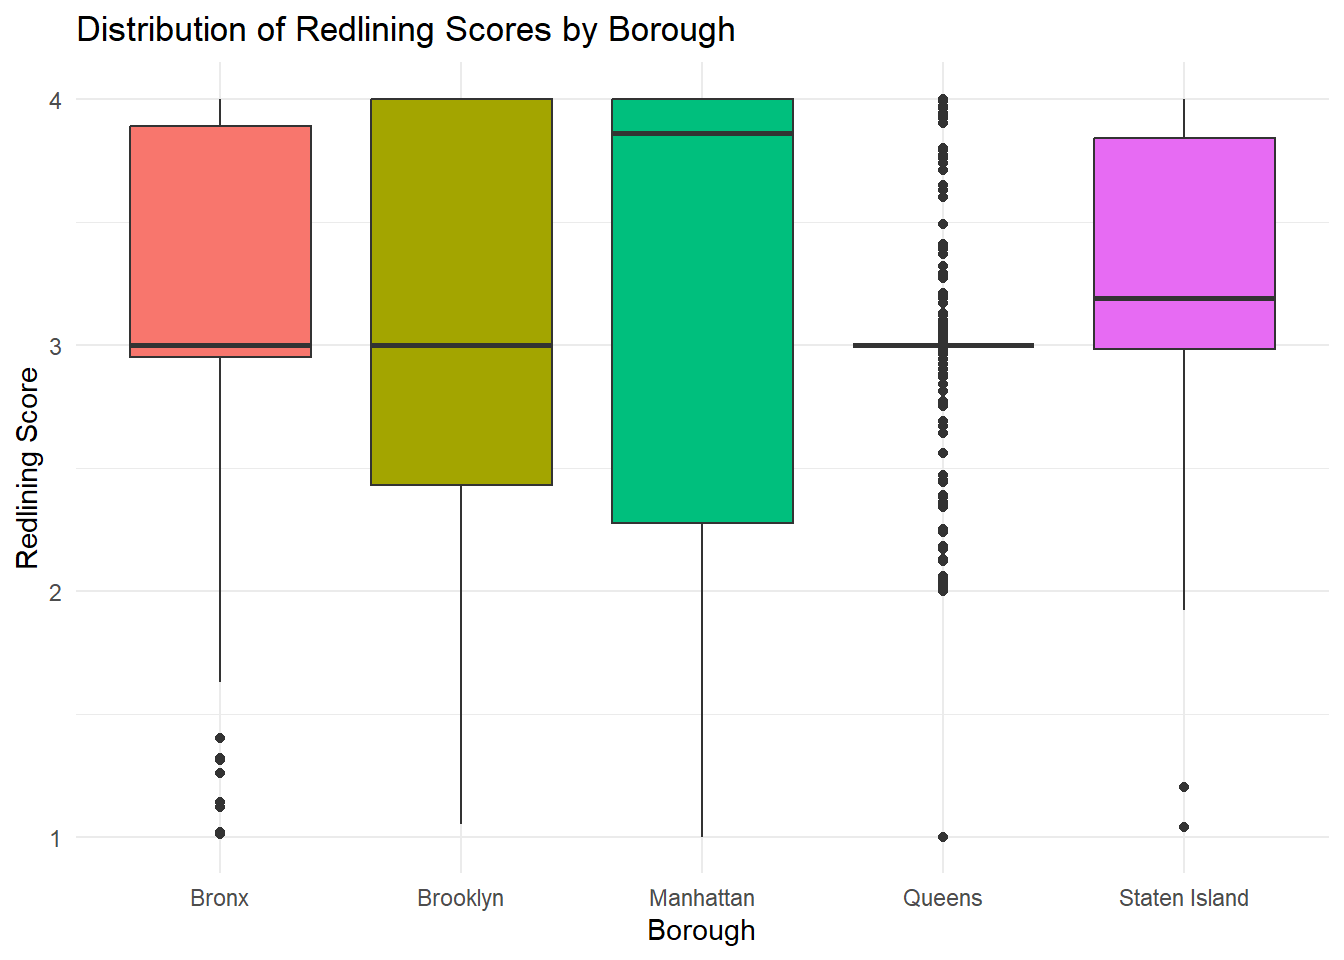 Distribution of Redlining Scores by Borough
4
3
2
1
Redlining Score
Bronx
Brooklyn
Manhattan
Queens
Staten Island
Borough